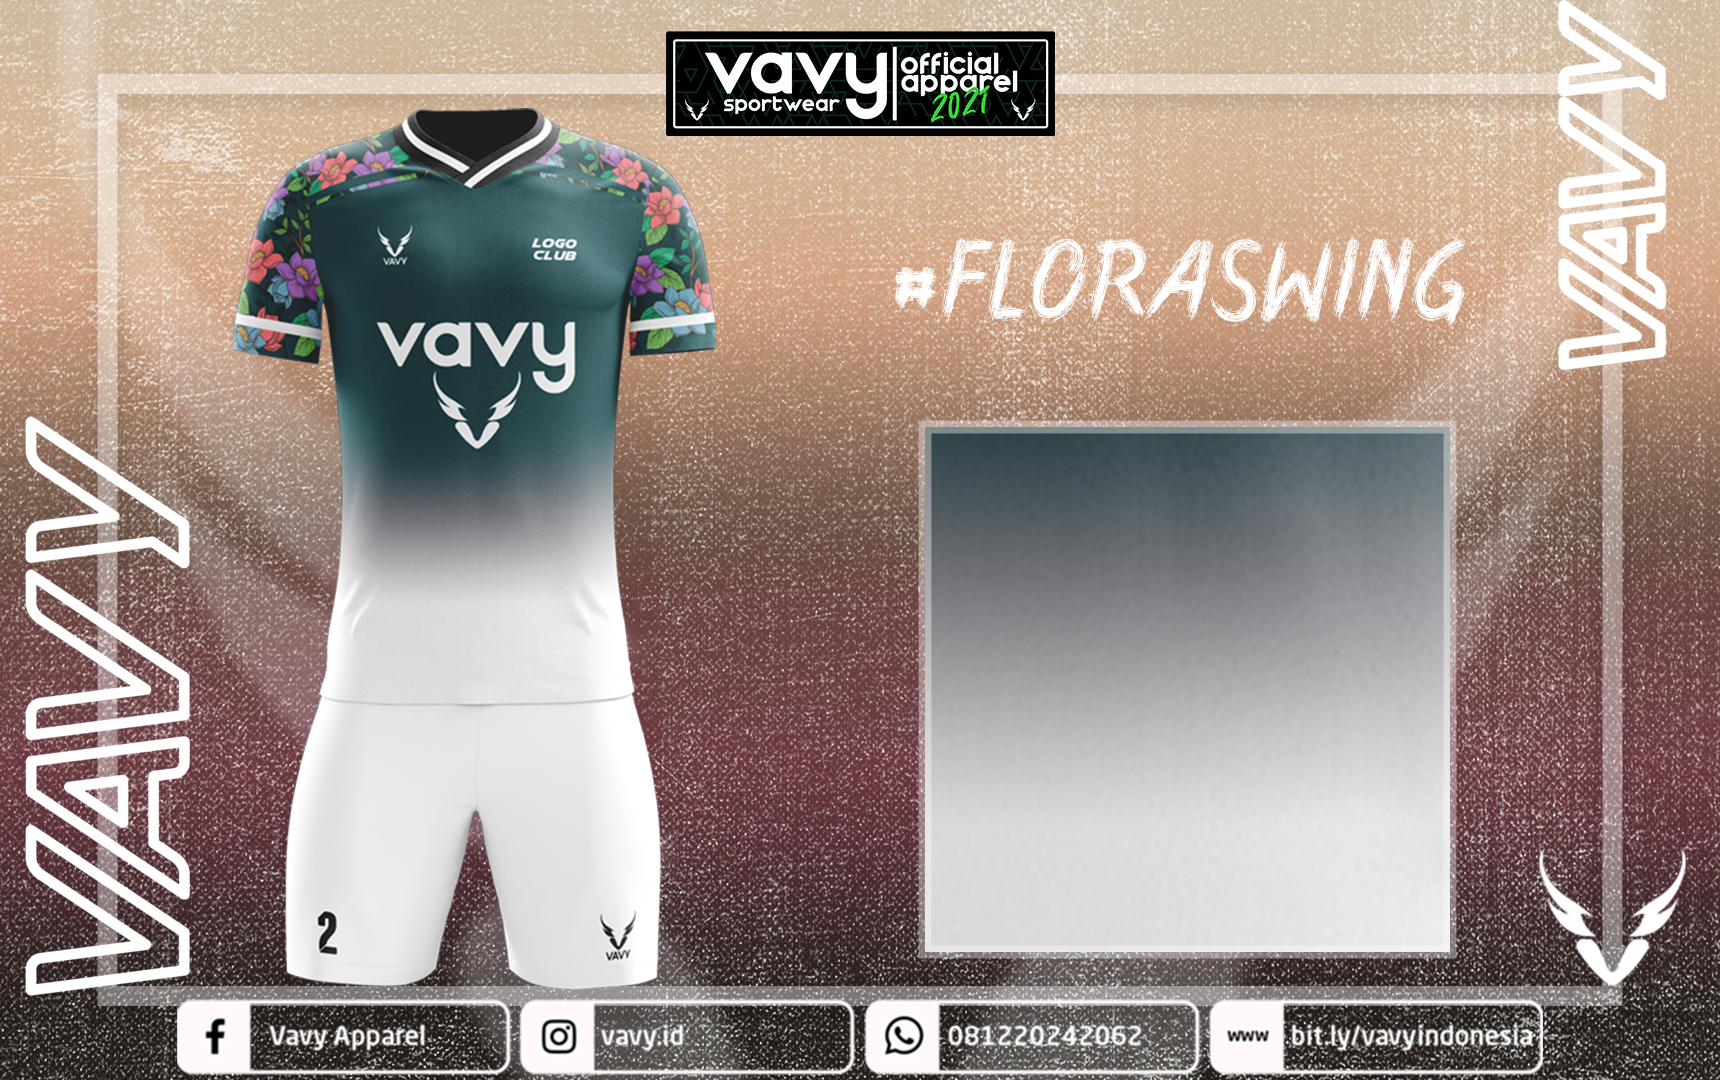 vavy
sportwear
official
apparel
2021
LOGO
CLUB
VAVY
vavy
#FLORASWING
VAVY
VAVY
2
VAVY
Vavy Apparel
vavy.id
081220242062
www
bit.ly/vavyindonesia